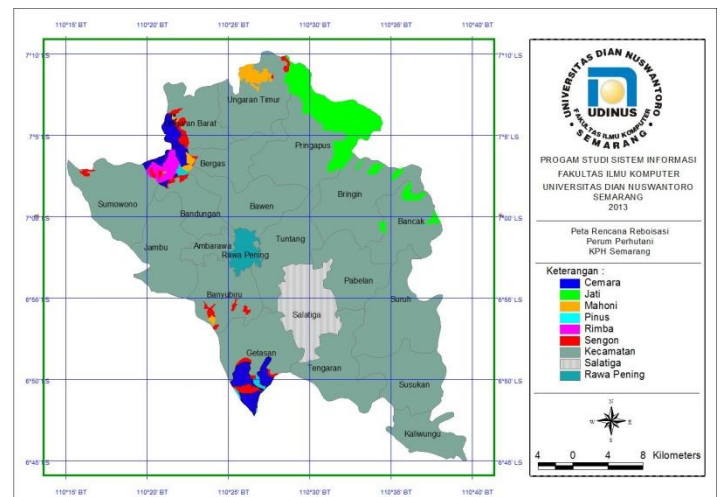 110°15' BT 110°20' BT 110°25' BT 110°30' BT 110°35' BT 110°40' BT
7°10' LS 7°10' LS
Ungaran Timur
Barat
7°5' LS 7°5' LS
Pringapus
Bergas
Sumowono
Bringin
Bandungan
Bawen
7°00' LS 7°00' LS
Bancak
Jambu
Ambarawa
Tuntang
Rawa Pening
Pabelan
6°55' LS 6°55' LS
Banyubiru
Suruh
Salatiga
Getasan
Tengaran
6°50' LS 6°50' LS
Susukan
Kaliwungu
6°45' LS 6°45' LS
110°15' BT 110°20' BT 110°25' BT 110°30' BT 110°35' BT 110°40' BT
UNIVERSITAS DIAN NUSWANTORO
UDINUS
FAKULTAS ILMU KOMPUTER
SEMARANG
PROGAM STUDI SISTEM INFORMASI
FAKULTAS ILMU KOMPUTER
UNIVERSITAS DIAN NUSWANTORO
SEMARANG
2013
Peta Rencana Reboisasi
Perum Perhutani
KPH Semarang
Keterangan :
Cemara
Jati
Mahoni
Pinus
Rimba
Sengon
Kecamatan
Salatiga
Rawa Pening
N
W E
S
4 0 4 8 Kilometers